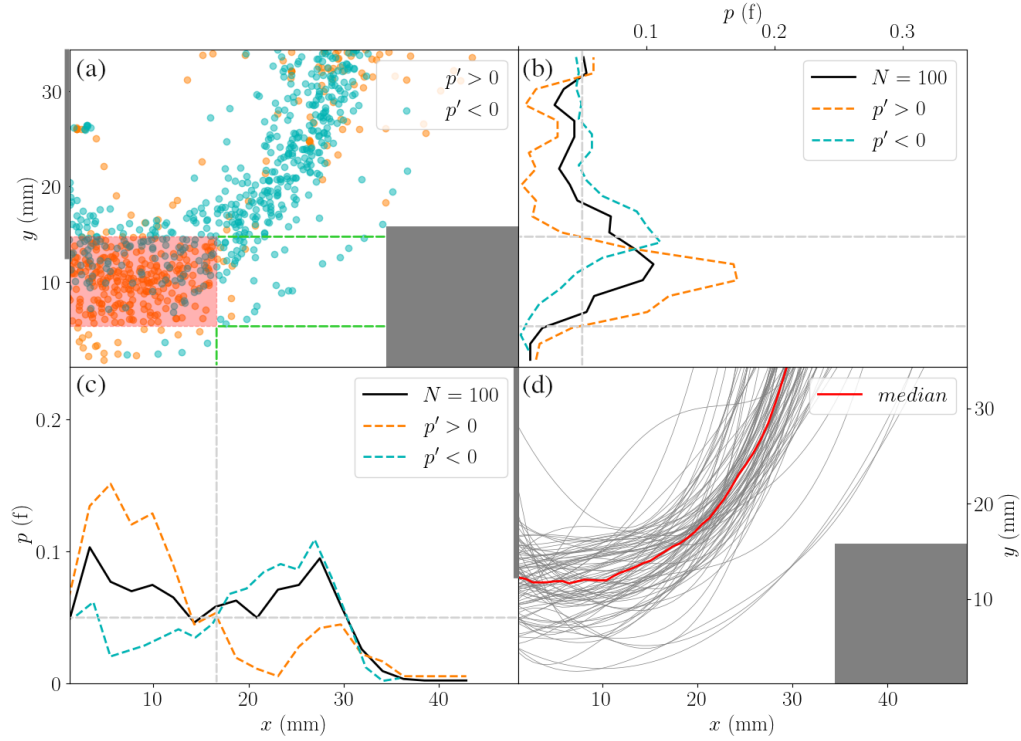 p (f)
0.1 0.2 0.3
(a)
p′ > 0
p′ < 0
30
20
10
y (mm)
(b)
N = 100
p′ > 0
p′ < 0
(c)
N = 100
p′ > 0
p′ < 0
0.2
0.1
0
p (f)
10 20 30 40
x (mm)
(d)
median
30
20
10
y (mm)
10 20 30 40
x (mm)